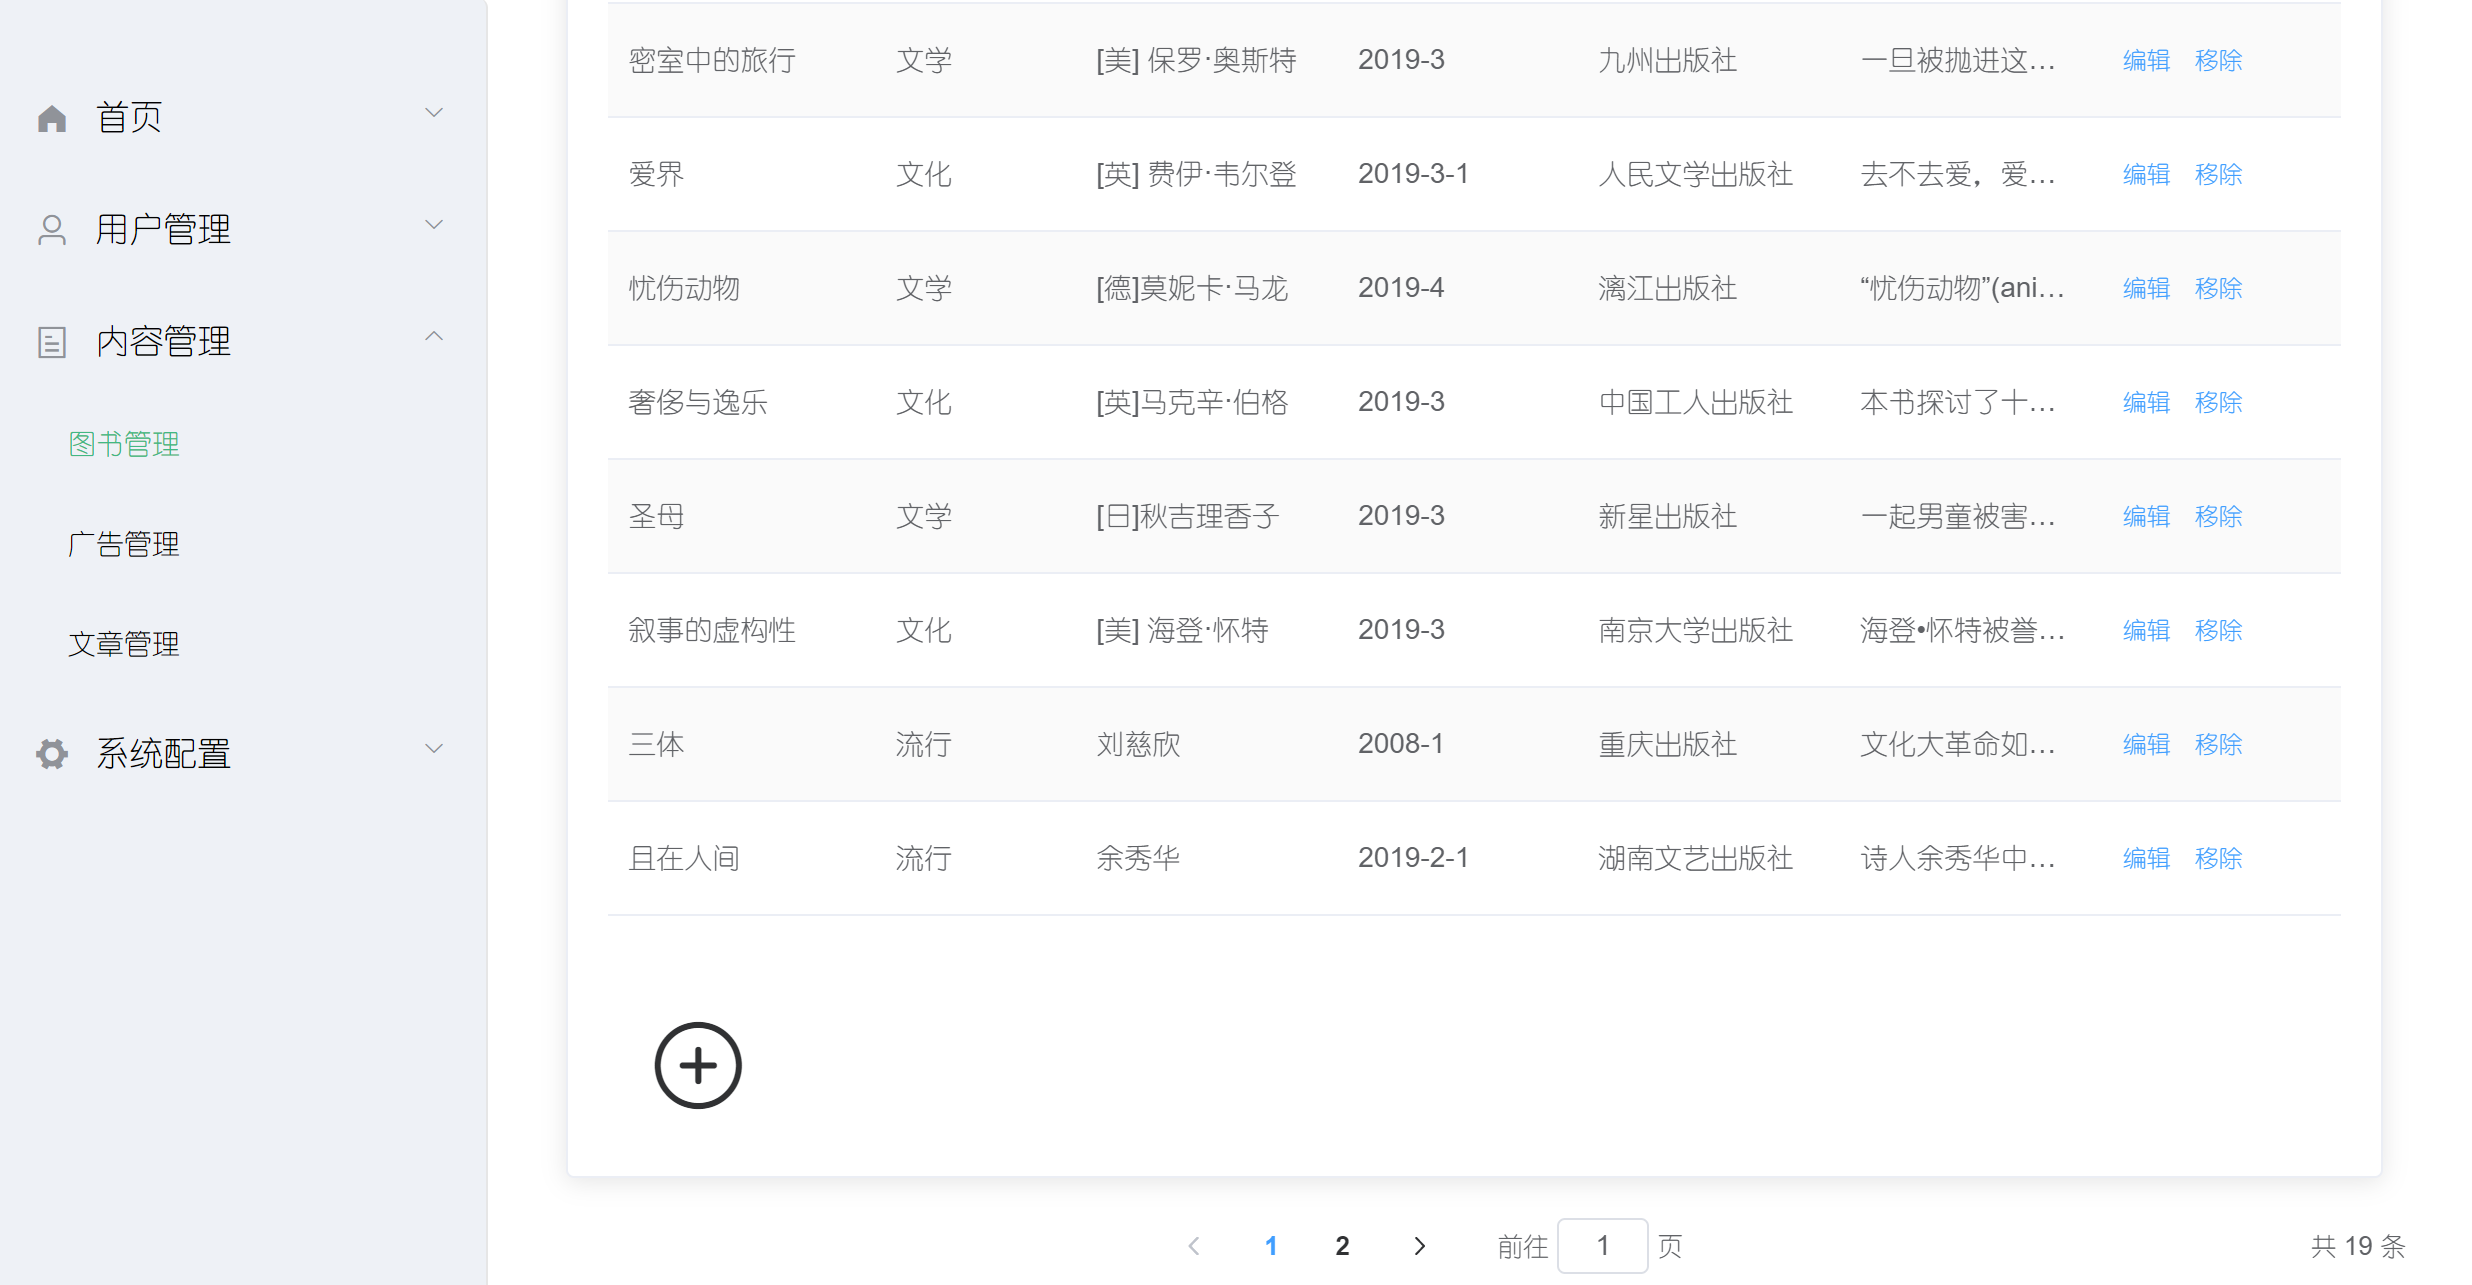 首页
用户管理
内容管理
图书管理
广告管理
文章管理
系统配置
密室中的旅行 文学 [美] 保罗·奥斯特 2019-3 九州出版社 一旦被抛进这... 编辑 移除
爱界 文化 [英] 费伊·韦尔登 2019-3-1 人民文学出版社 去不去爱，爱... 编辑 移除
忧伤动物 文学 [德]莫妮卡·马龙 2019-4 漓江出版社 “忧伤动物”(ani... 编辑 移除
奢侈与逸乐 文化 [英]马克辛·伯格 2019-3 中国工人出版社 本书探讨了十... 编辑 移除
圣母 文学 [日]秋吉理香子 2019-3 新星出版社 一起男童被害... 编辑 移除
叙事的虚构性 文化 [美] 海登·怀特 2019-3 南京大学出版社 海登•怀特被誉... 编辑 移除
三体 流行 刘慈欣 2008-1 重庆出版社 文化大革命如... 编辑 移除
且在人间 流行 余秀华 2019-2-1 湖南文艺出版社 诗人余秀华中... 编辑 移除
1 2 前往 1 页 共 19 条